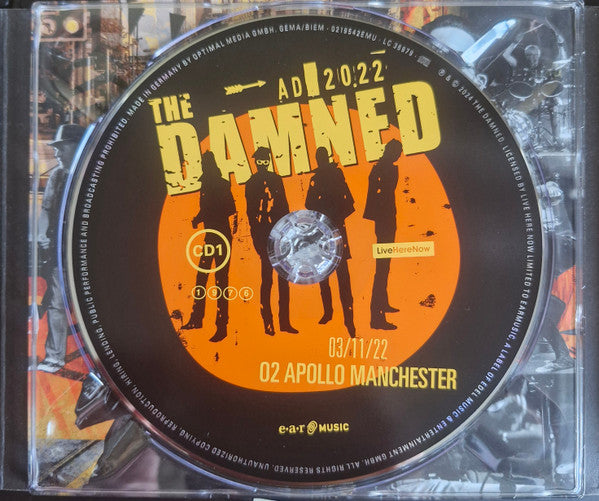 AD 2022
THE
DAMNED
CD1
LiveHereNow
1976
03/11/22
O2 APOLLO MANCHESTER
e·a·r MUSIC
MADE IN GERMANY BY OPTIMAL MEDIA GMBH. GEMA/BIEM - 0219542EMU - LC 36979
℗ & © 2024 THE DAMNED. LICENSED BY LIVE HERE NOW LIMITED TO EARMUSIC, A LABEL OF EDEL MUSIC & ENTERTAINMENT GMBH. ALL RIGHTS RESERVED. UNAUTHORIZED COPYING, REPRODUCTION, HIRING, LENDING, PUBLIC PERFORMANCE AND BROADCASTING PROHIBITED.